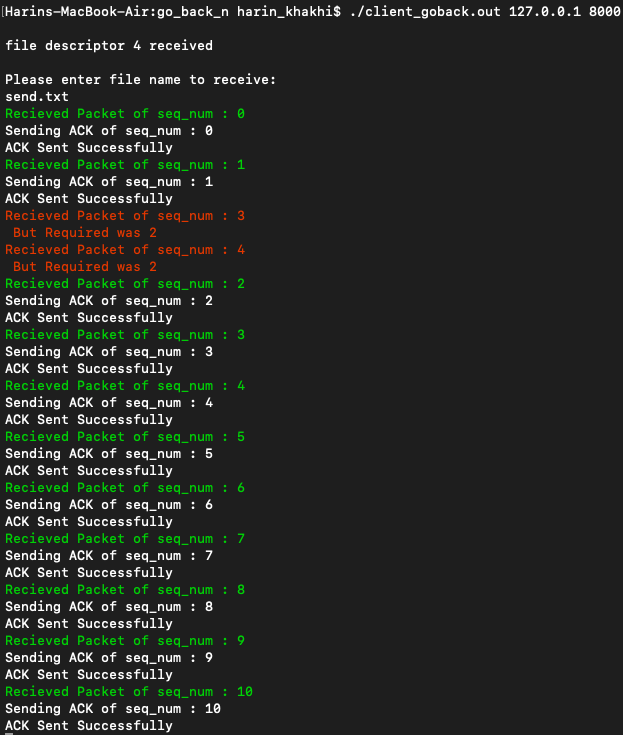 [Harins-MacBook-Air:go_back_n harin_khakhi$ ./client_goback.out 127.0.0.1 8000
file descriptor 4 received
Please enter file name to receive:
send.txt
Recieved Packet of seq_num : 0
Sending ACK of seq_num : 0
ACK Sent Successfully
Recieved Packet of seq_num : 1
Sending ACK of seq_num : 1
ACK Sent Successfully
Recieved Packet of seq_num : 3
But Required was 2
Recieved Packet of seq_num : 4
But Required was 2
Recieved Packet of seq_num : 2
Sending ACK of seq_num : 2
ACK Sent Successfully
Recieved Packet of seq_num : 3
Sending ACK of seq_num : 3
ACK Sent Successfully
Recieved Packet of seq_num : 4
Sending ACK of seq_num : 4
ACK Sent Successfully
Recieved Packet of seq_num : 5
Sending ACK of seq_num : 5
ACK Sent Successfully
Recieved Packet of seq_num : 6
Sending ACK of seq_num : 6
ACK Sent Successfully
Recieved Packet of seq_num : 7
Sending ACK of seq_num : 7
ACK Sent Successfully
Recieved Packet of seq_num : 8
Sending ACK of seq_num : 8
ACK Sent Successfully
Recieved Packet of seq_num : 9
Sending ACK of seq_num : 9
ACK Sent Successfully
Recieved Packet of seq_num : 10
Sending ACK of seq_num : 10
ACK Sent Successfully